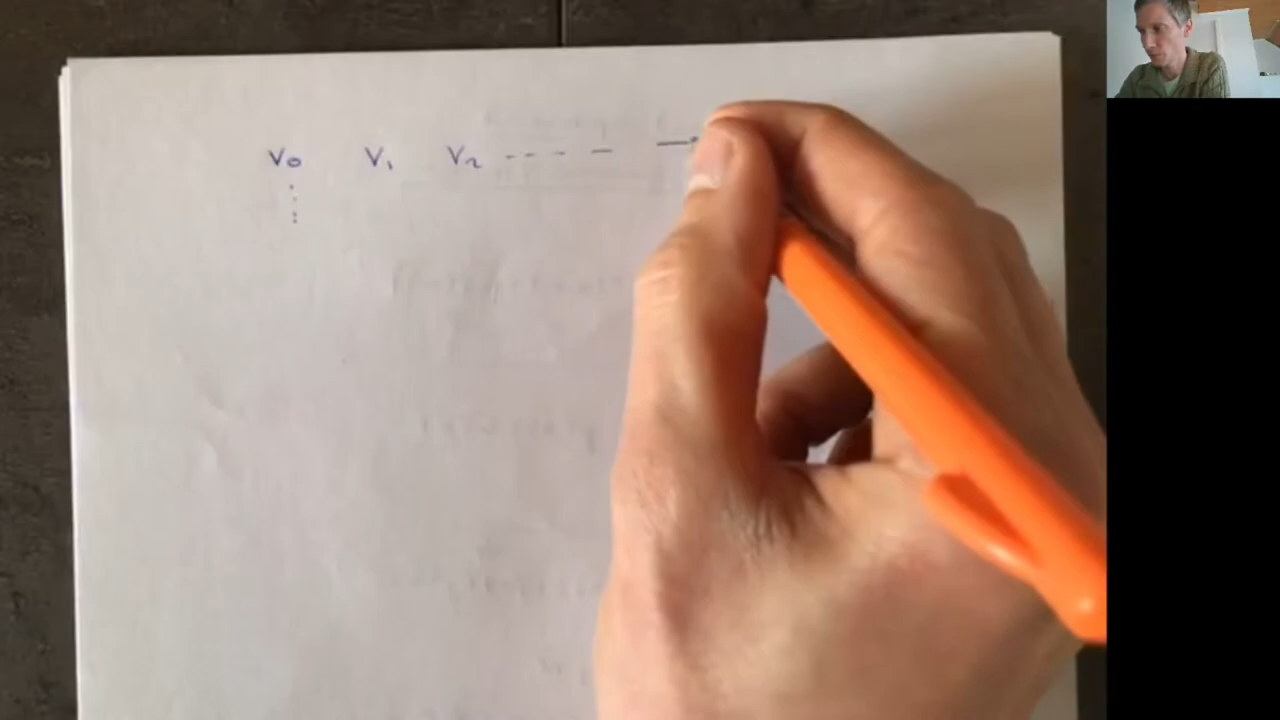 V₀ V₁ V₂ - - - - →
⋮